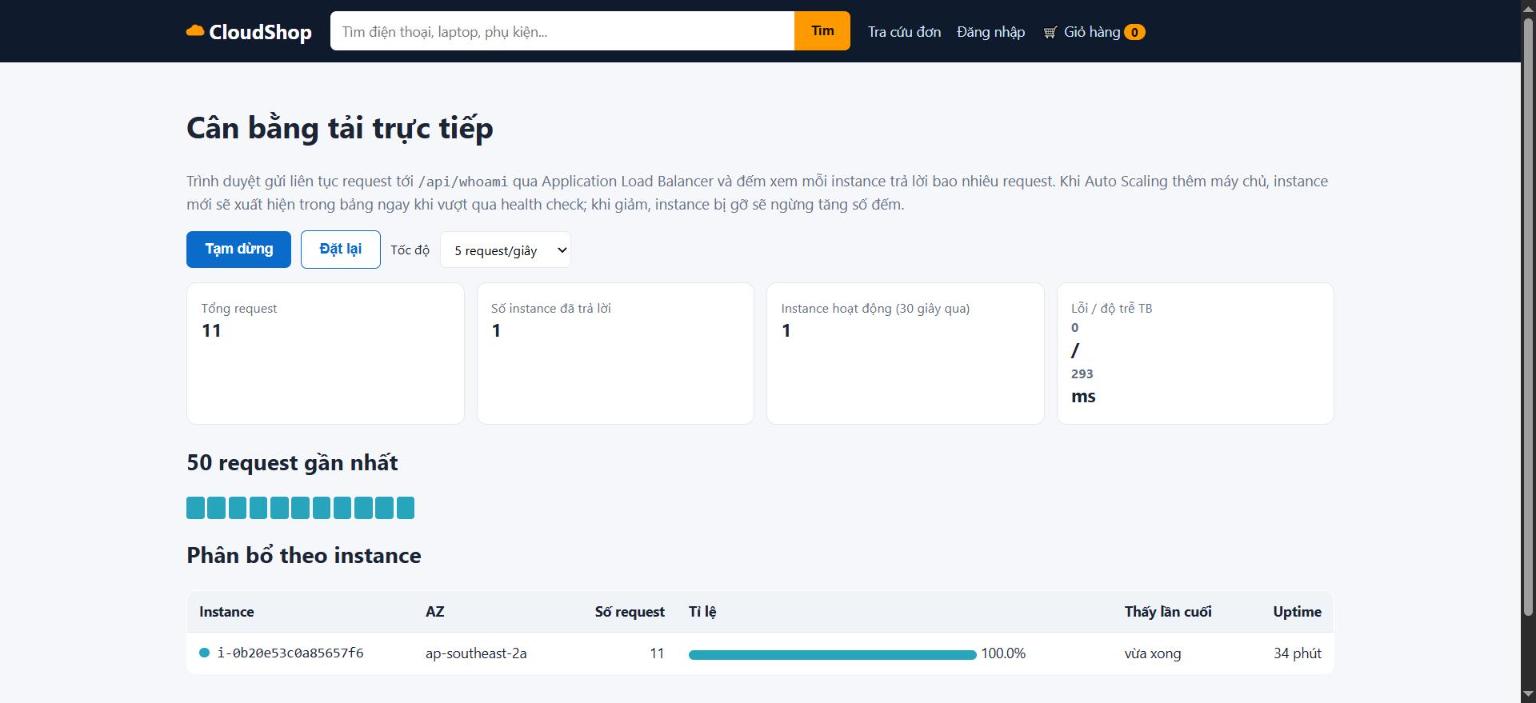 CloudShop
Tìm điện thoại, laptop, phụ kiện...
Tìm
Tra cứu đơn
Đăng nhập
Giỏ hàng 0
Cân bằng tải trực tiếp
Trình duyệt gửi liên tục request tới /api/whoami qua Application Load Balancer và đếm xem mỗi instance trả lời bao nhiêu request. Khi Auto Scaling thêm máy chủ, instance
mới sẽ xuất hiện trong bảng ngay khi vượt qua health check; khi giảm, instance bị gỡ sẽ ngừng tăng số đếm.
Tạm dừng
Đặt lại
Tốc độ
5 request/giây
Tổng request
11
Số instance đã trả lời
1
Instance hoạt động (30 giây qua)
1
Lỗi / độ trễ TB
0
/
293
ms
50 request gần nhất
Phân bổ theo instance
Instance AZ Số request Tỉ lệ Thấy lần cuối Uptime
i-0b20e53c0a85657f6 ap-southeast-2a 11 100.0% vừa xong 34 phút